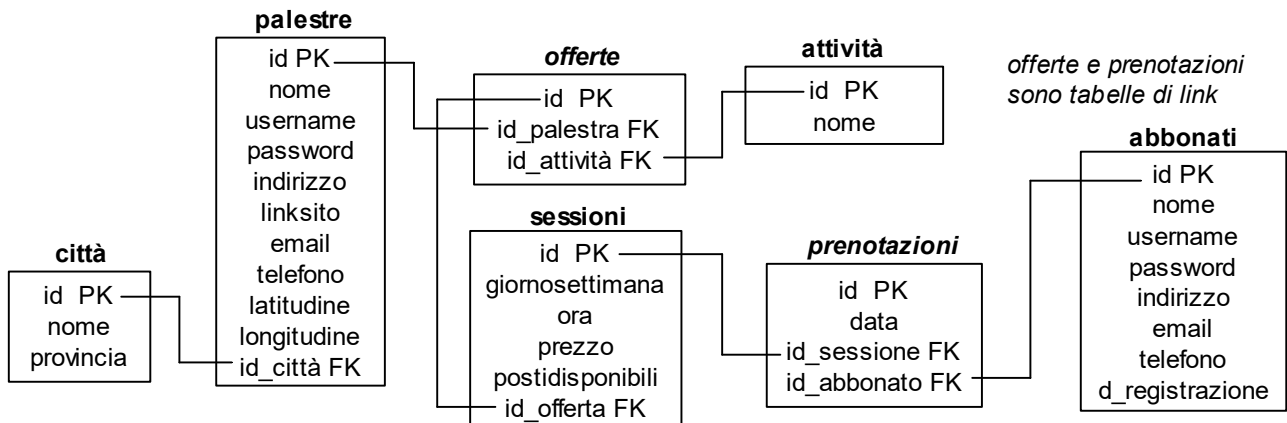 palestre
id PK
nome
username
password
indirizzo
linksito
email
telefono
latitudine
longitudine
id_città FK
offerte
id PK
id_palestra FK
id_attività FK
attività
id PK
nome
offerte e prenotazioni
sono tabelle di link
città
id PK
nome
provincia
sessioni
id PK
giornosettimana
ora
prezzo
postidisponibili
id_offerta FK
prenotazioni
id PK
data
id_sessione FK
id_abbonato FK
abbonati
id PK
nome
username
password
indirizzo
email
telefono
d_registrazione